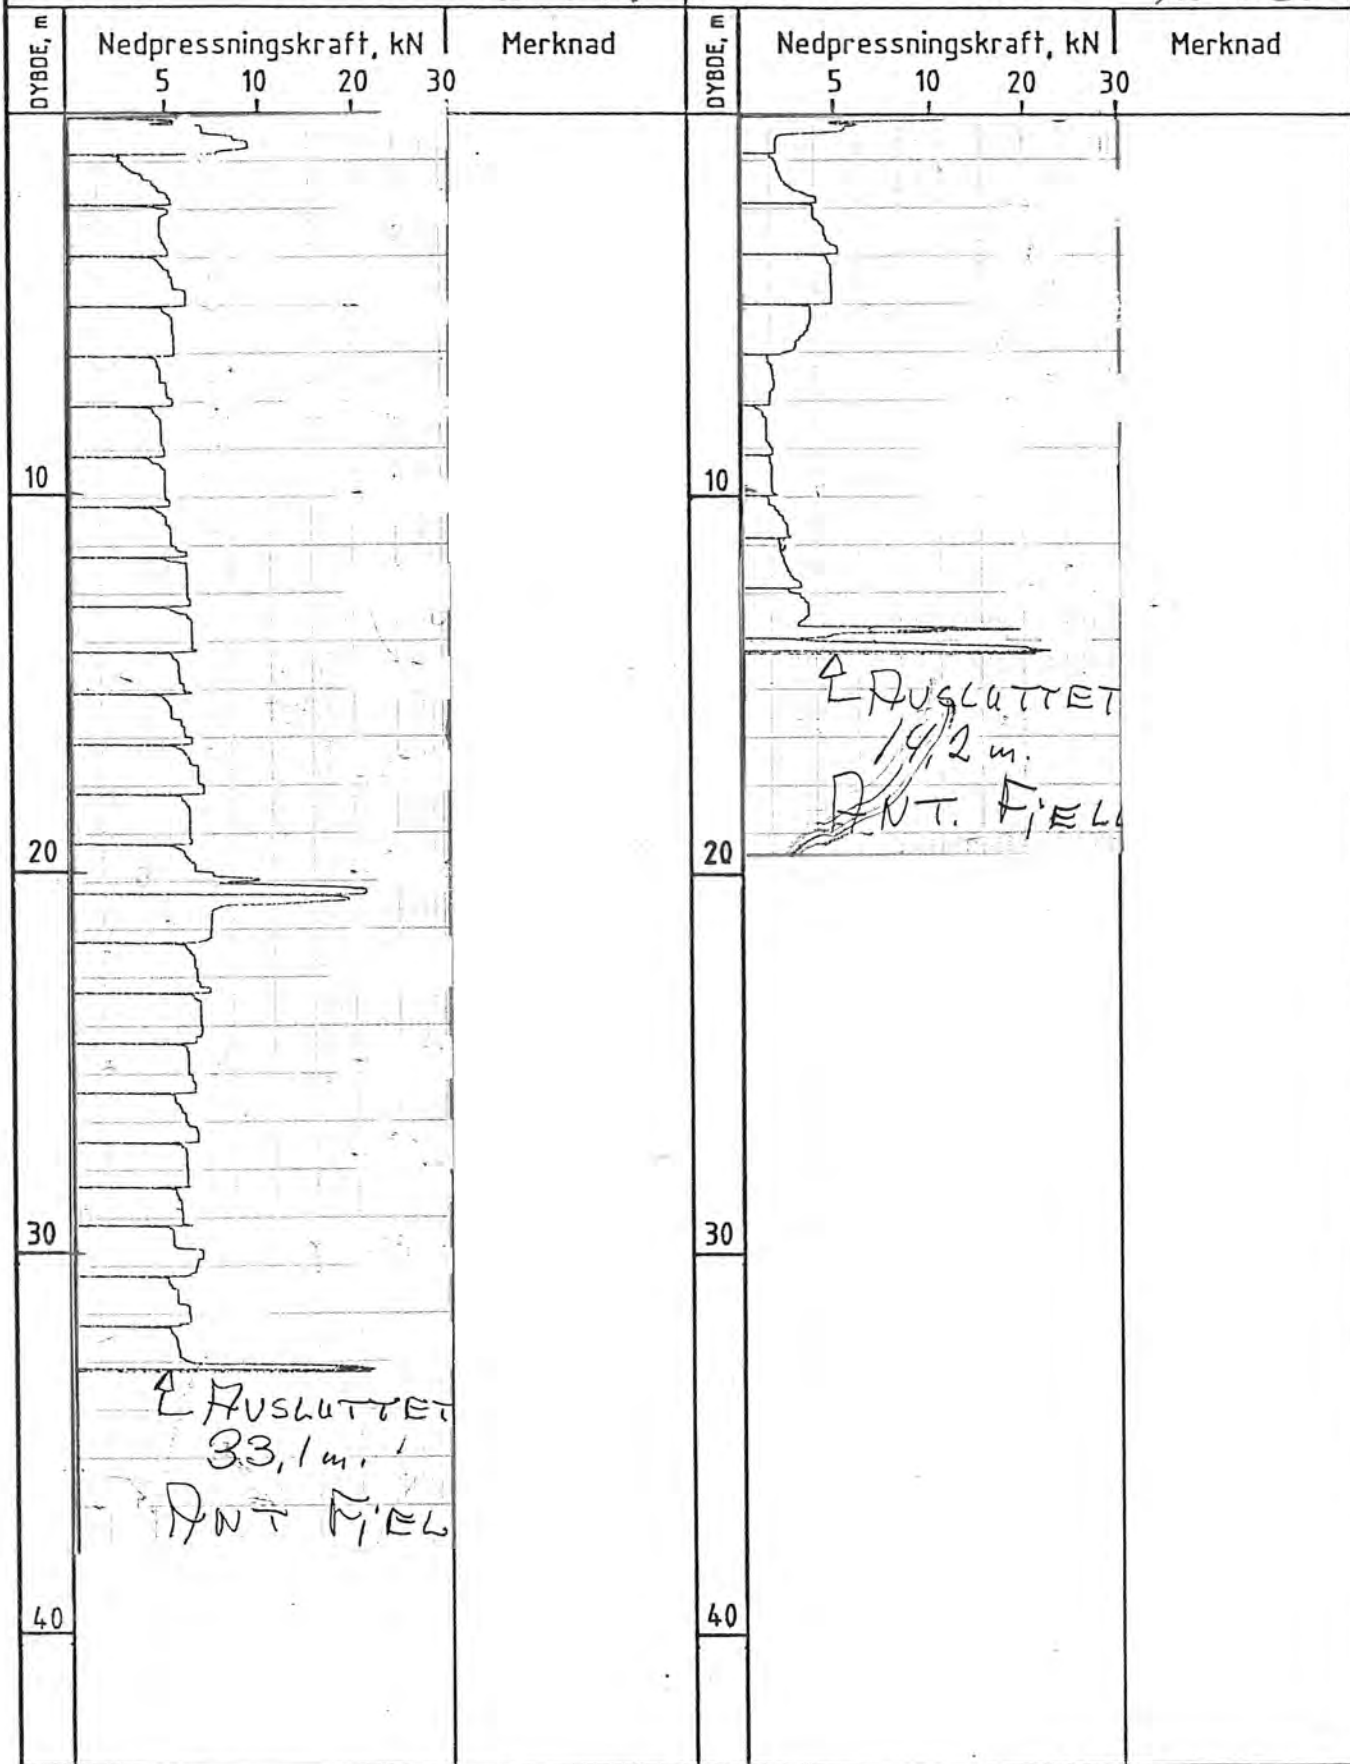 DYBDE, m
Nedpressningskraft, kN
Merknad
5 10 20 30
10
20
30
40
AVSLUTTET
33,1 m.
ANT FJEL
DYBDE, m
Nedpressningskraft, kN
Merknad
5 10 20 30
10
20
30
40
AVSLUTTET
14,2 m.
ANT. FJELL